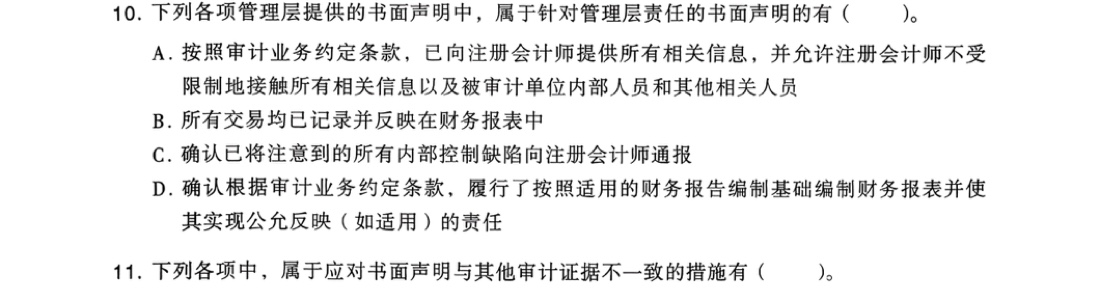 10. 下列各项管理层提供的书面声明中，属于针对管理层责任的书面声明的有（　　）。
A. 按照审计业务约定条款，已向注册会计师提供所有相关信息，并允许注册会计师不受
限制地接触所有相关信息以及被审计单位内部人员和其他相关人员
B. 所有交易均已记录并反映在财务报表中
C. 确认已将注意到的所有内部控制缺陷向注册会计师通报
D. 确认根据审计业务约定条款，履行了按照适用的财务报告编制基础编制财务报表并使
其实现公允反映（如适用）的责任
11. 下列各项中，属于应对书面声明与其他审计证据不一致的措施有（　　）。